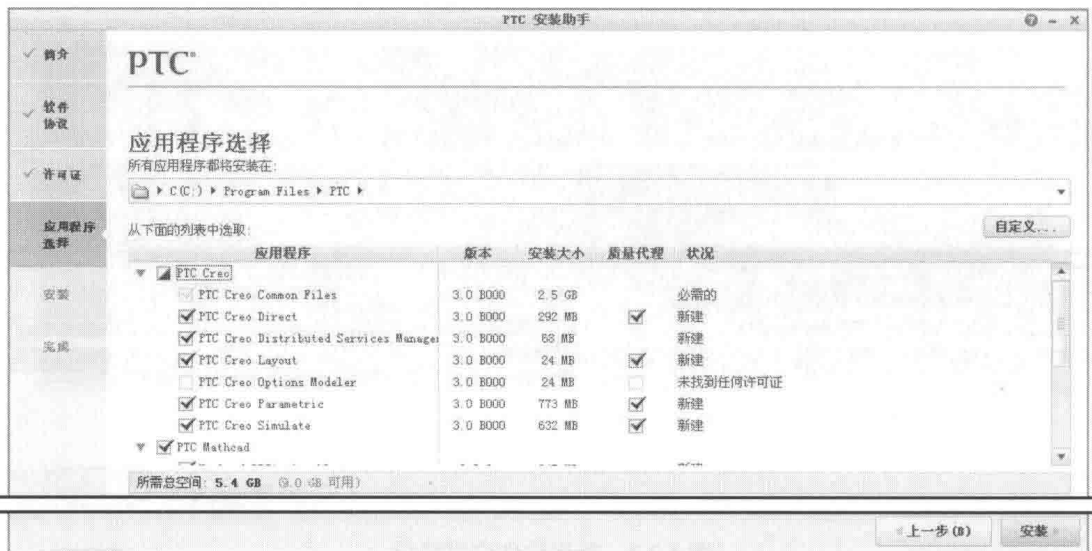 PTC 安装助手
简介
PTC®
软件
协议
应用程序选择
所有应用程序都将安装在:
许可证
C(C:) Program Files PTC
应用程序
选择
从下面的列表中选取:
自定义...
应用程序 版本 安装大小 质量代理 状况
PTC Creo
安装
PTC Creo Common Files 3.0 B000 2.5 GB 必需的
PTC Creo Direct 3.0 B000 292 MB 新建
PTC Creo Distributed Services Manager 3.0 B000 68 MB 新建
完成
PTC Creo Layout 3.0 B000 24 MB 新建
PTC Creo Options Modeler 3.0 B000 24 MB 未找到任何许可证
PTC Creo Parametric 3.0 B000 773 MB 新建
PTC Creo Simulate 3.0 B000 632 MB 新建
PTC Mathcad
所需总空间: 5.4 GB (9.0 GB 可用)
上一步(B) 安装